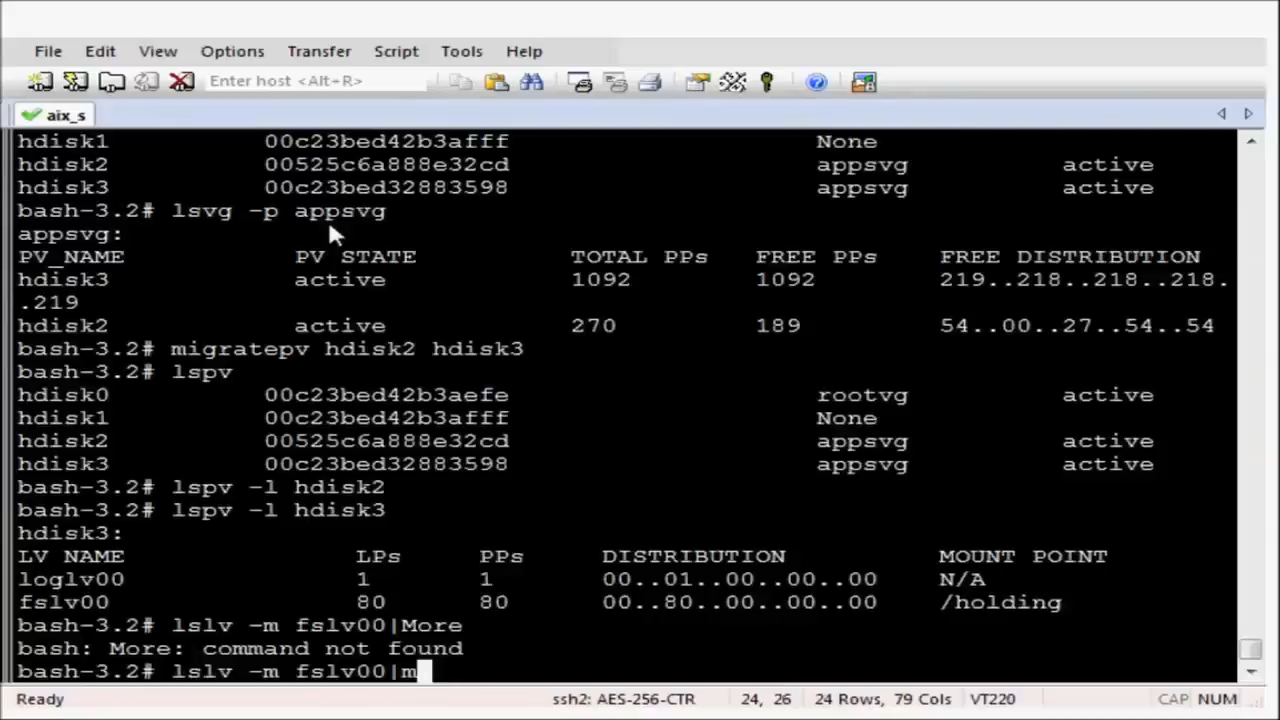 File Edit View Options Transfer Script Tools Help
Enter host <Alt+R>
aix_s
hdisk1 00c23bed42b3afff None
hdisk2 00525c6a888e32cd appsvg active
hdisk3 00c23bed32883598 appsvg active
bash-3.2# lsvg -p appsvg
appsvg:
PV_NAME PV STATE TOTAL PPs FREE PPs FREE DISTRIBUTION
hdisk3 active 1092 1092 219..218..218..218.
.219
hdisk2 active 270 189 54..00..27..54..54
bash-3.2# migratepv hdisk2 hdisk3
bash-3.2# lspv
hdisk0 00c23bed42b3aefe rootvg active
hdisk1 00c23bed42b3afff None
hdisk2 00525c6a888e32cd appsvg active
hdisk3 00c23bed32883598 appsvg active
bash-3.2# lspv -l hdisk2
bash-3.2# lspv -l hdisk3
hdisk3:
LV NAME LPs PPs DISTRIBUTION MOUNT POINT
loglv00 1 1 00..01..00..00..00 N/A
fslv00 80 80 00..80..00..00..00 /holding
bash-3.2# lslv -m fslv00|More
bash: More: command not found
bash-3.2# lslv -m fslv00|m
Ready ssh2: AES-256-CTR 24, 26 24 Rows, 79 Cols VT220 CAP NUM